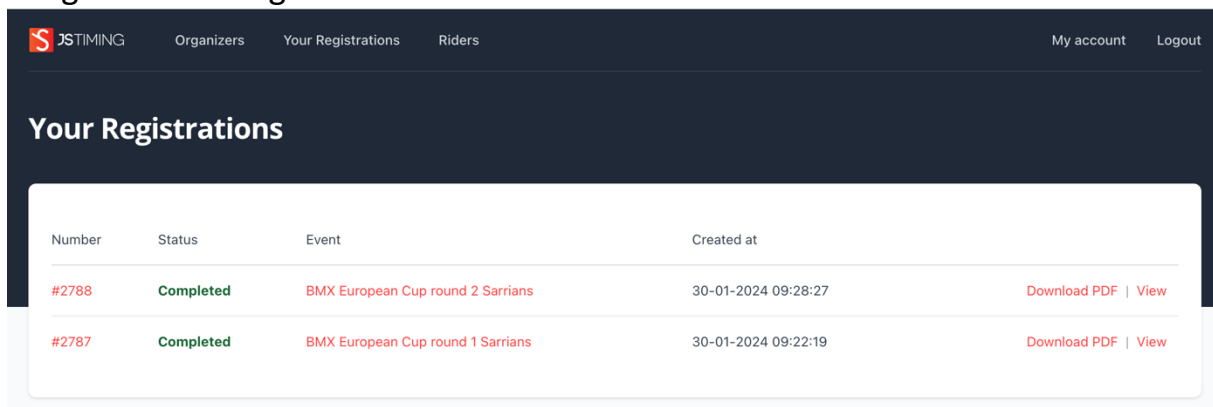 JSTIMING Organizers Your Registrations Riders My account Logout
Your Registrations
Number Status Event Created at
#2788 Completed BMX European Cup round 2 Sarrians 30-01-2024 09:28:27 Download PDF | View
#2787 Completed BMX European Cup round 1 Sarrians 30-01-2024 09:22:19 Download PDF | View